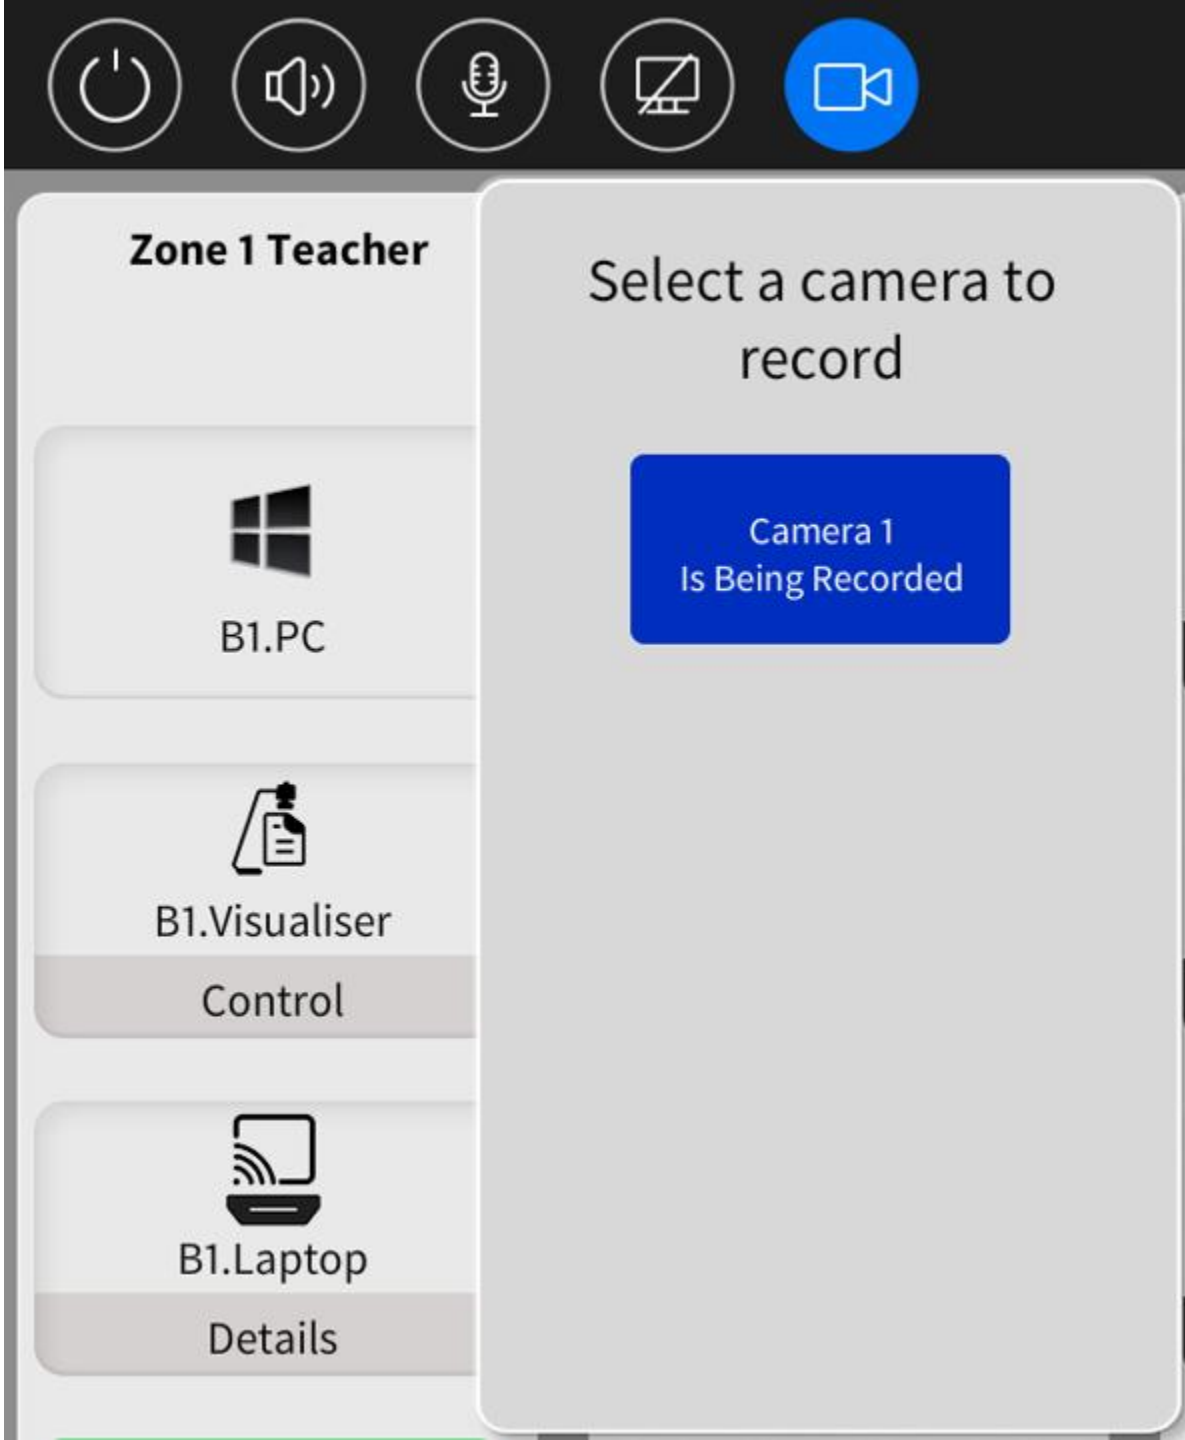 Zone 1 Teacher
Select a camera to
record
Camera 1
Is Being Recorded
B1.PC
B1.Visualiser
Control
B1.Laptop
Details